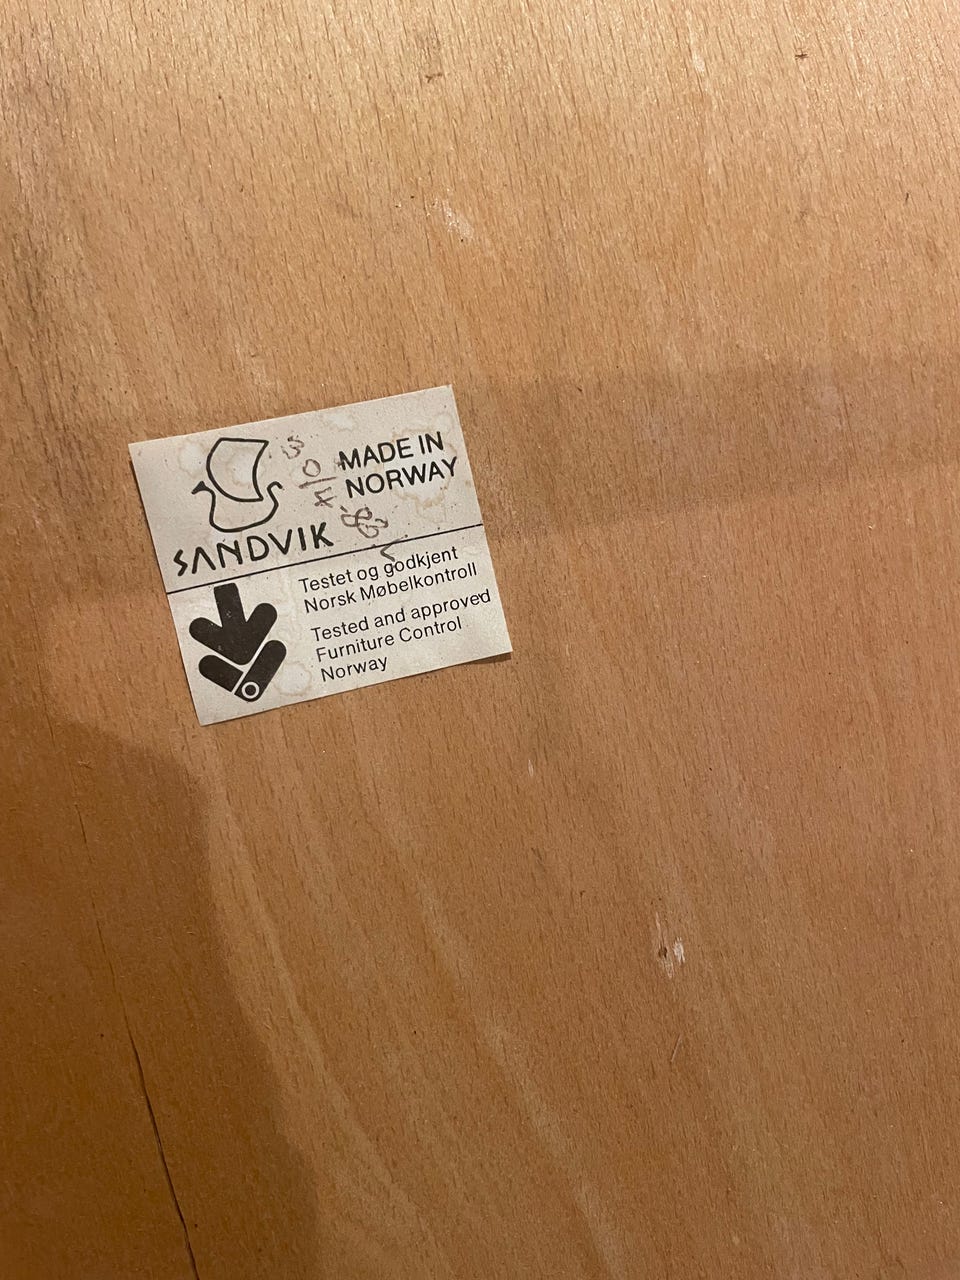 MADE IN
NORWAY
SANDVIK
Testet og godkjent
Norsk Møbelkontroll
Tested and approved
Furniture Control
Norway